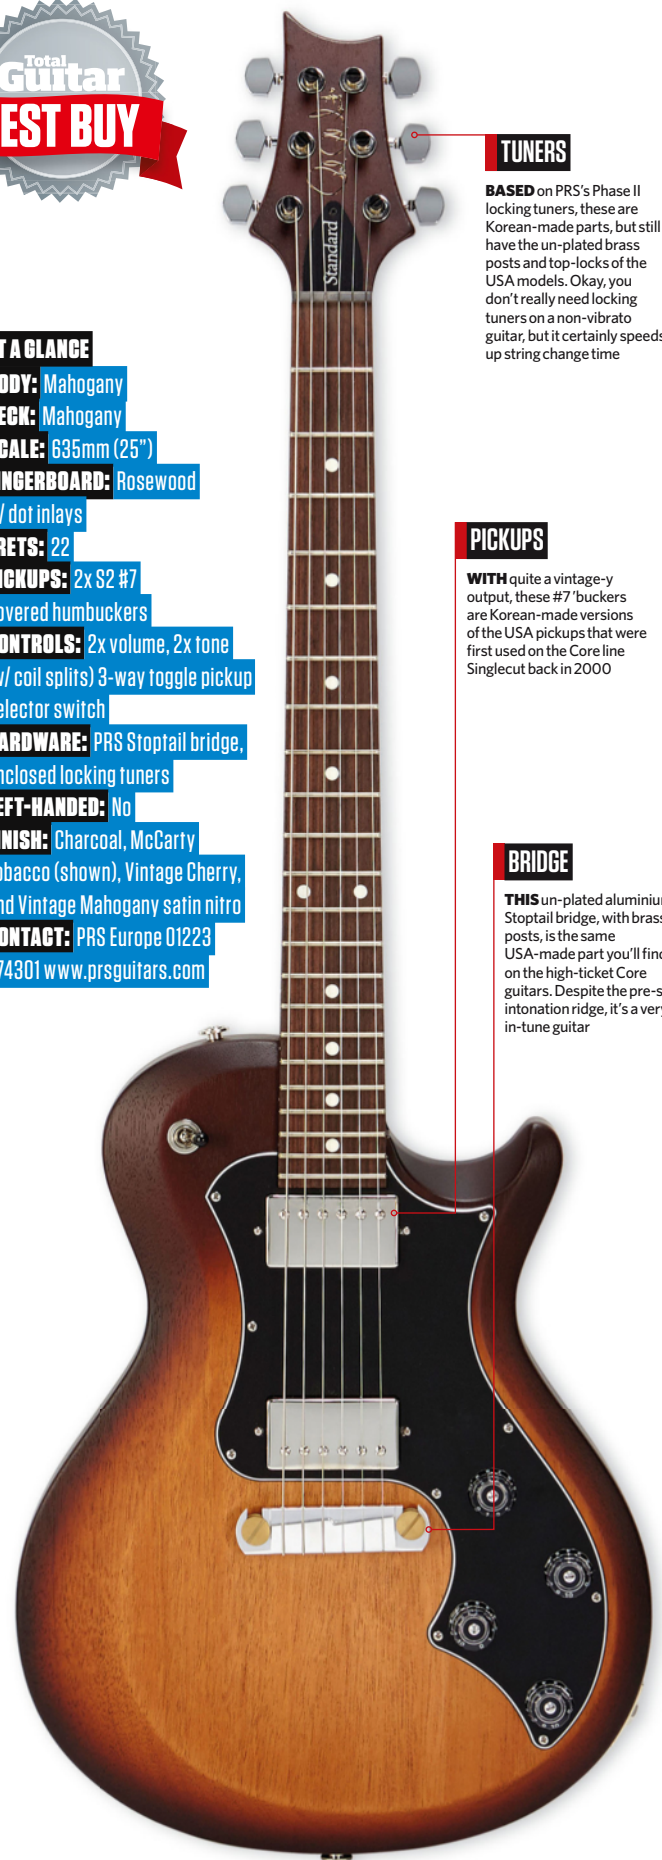 Total
Guitar
EST BUY
Standard
TUNERS
BASED on PRS's Phase II
locking tuners, these are
Korean-made parts, but still
have the un-plated brass
posts and top-locks of the
USA models. Okay, you
don't really need locking
tuners on a non-vibrato
guitar, but it certainly speeds
up string change time
T A GLANCE
ODY: Mahogany
ECK: Mahogany
CALE: 635mm (25”)
NGERBOARD: Rosewood
/ dot inlays
RETS: 22
ICKUPS: 2x S2 #7
overed humbuckers
ONTROLS: 2x volume, 2x tone
w/ coil splits) 3-way toggle pickup
elector switch
ARDWARE: PRS Stoptail bridge,
nclosed locking tuners
EFT-HANDED: No
NISH: Charcoal, McCarty
obacco (shown), Vintage Cherry,
nd Vintage Mahogany satin nitro
ONTACT: PRS Europe 01223
74301 www.prsguitars.com
PICKUPS
WITH quite a vintage-y
output, these #7 'buckers
are Korean-made versions
of the USA pickups that were
first used on the Core line
Singlecut back in 2000
BRIDGE
THIS un-plated aluminiu
Stoptail bridge, with brass
posts, is the same
USA-made part you'll find
on the high-ticket Core
guitars. Despite the pre-s
intonation ridge, it's a very
in-tune guitar